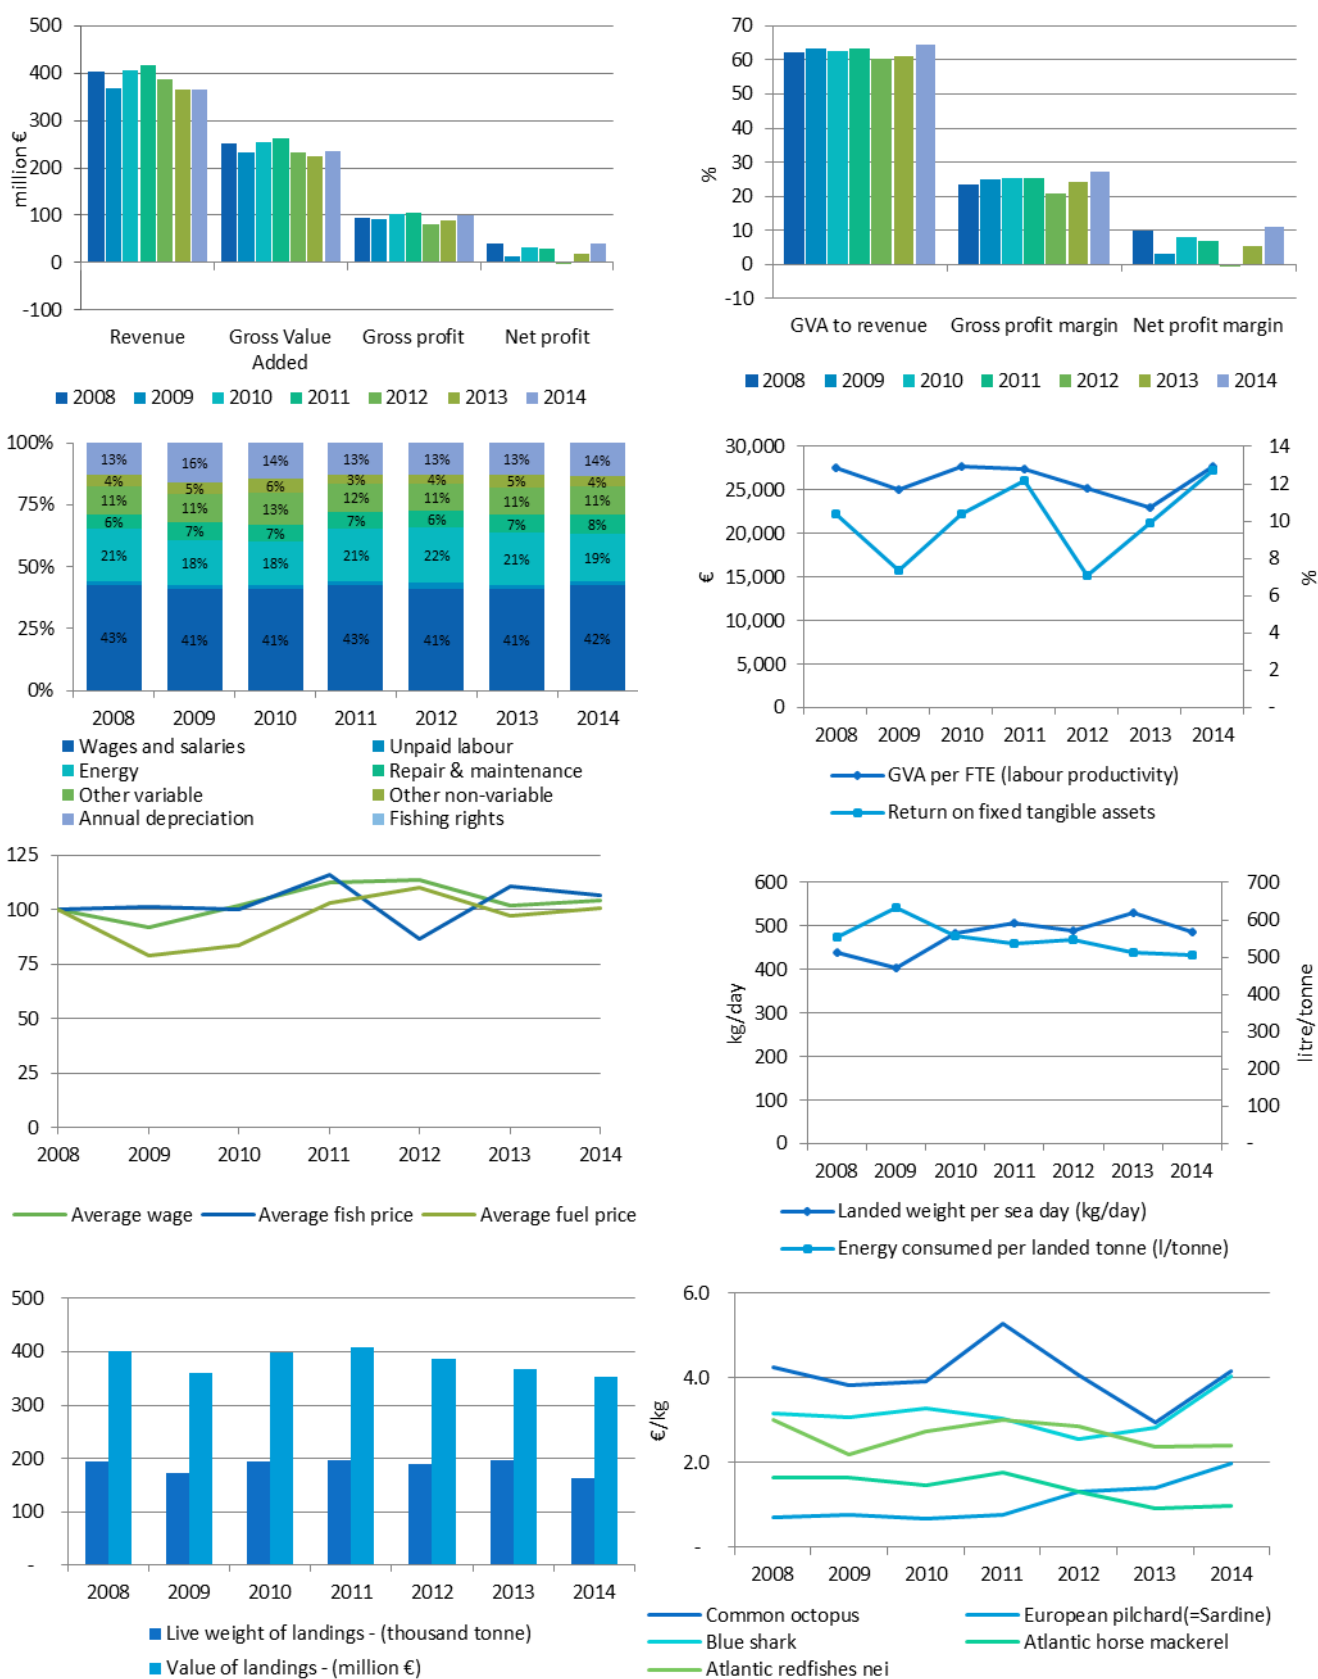 500
400
300
200
100
0
-100
million €
Revenue
Gross Value
Added
Gross profit
Net profit
2008 2009 2010 2011 2012 2013 2014
70
60
50
40
30
20
10
0
-10
%
GVA to revenue
Gross profit margin
Net profit margin
2008 2009 2010 2011 2012 2013 2014
100%
75%
50%
25%
0%
13% 16% 14% 13% 13% 13% 14%
4% 5% 6% 3% 4% 5% 4%
11% 11% 13% 12% 11% 11% 11%
6% 7% 7% 7% 6% 7% 8%
21% 18% 18% 21% 22% 21% 19%
43% 41% 41% 43% 41% 41% 42%
2008 2009 2010 2011 2012 2013 2014
Wages and salaries
Unpaid labour
Energy
Repair & maintenance
Other variable
Other non-variable
Annual depreciation
Fishing rights
30,000
25,000
20,000
15,000
10,000
5,000
0
€
14
12
10
8
6
4
2
-
%
2008 2009 2010 2011 2012 2013 2014
GVA per FTE (labour productivity)
Return on fixed tangible assets
125
100
75
50
25
0
2008 2009 2010 2011 2012 2013 2014
Average wage
Average fish price
Average fuel price
600
500
400
300
200
100
0
kg/day
700
600
500
400
300
200
100
-
litre/tonne
2008 2009 2010 2011 2012 2013 2014
Landed weight per sea day (kg/day)
Energy consumed per landed tonne (l/tonne)
500
400
300
200
100
-
2008 2009 2010 2011 2012 2013 2014
Live weight of landings - (thousand tonne)
Value of landings - (million €)
6.0
4.0
2.0
-
€/kg
2008 2009 2010 2011 2012 2013 2014
Common octopus
European pilchard(=Sardine)
Blue shark
Atlantic horse mackerel
Atlantic redfishes nei